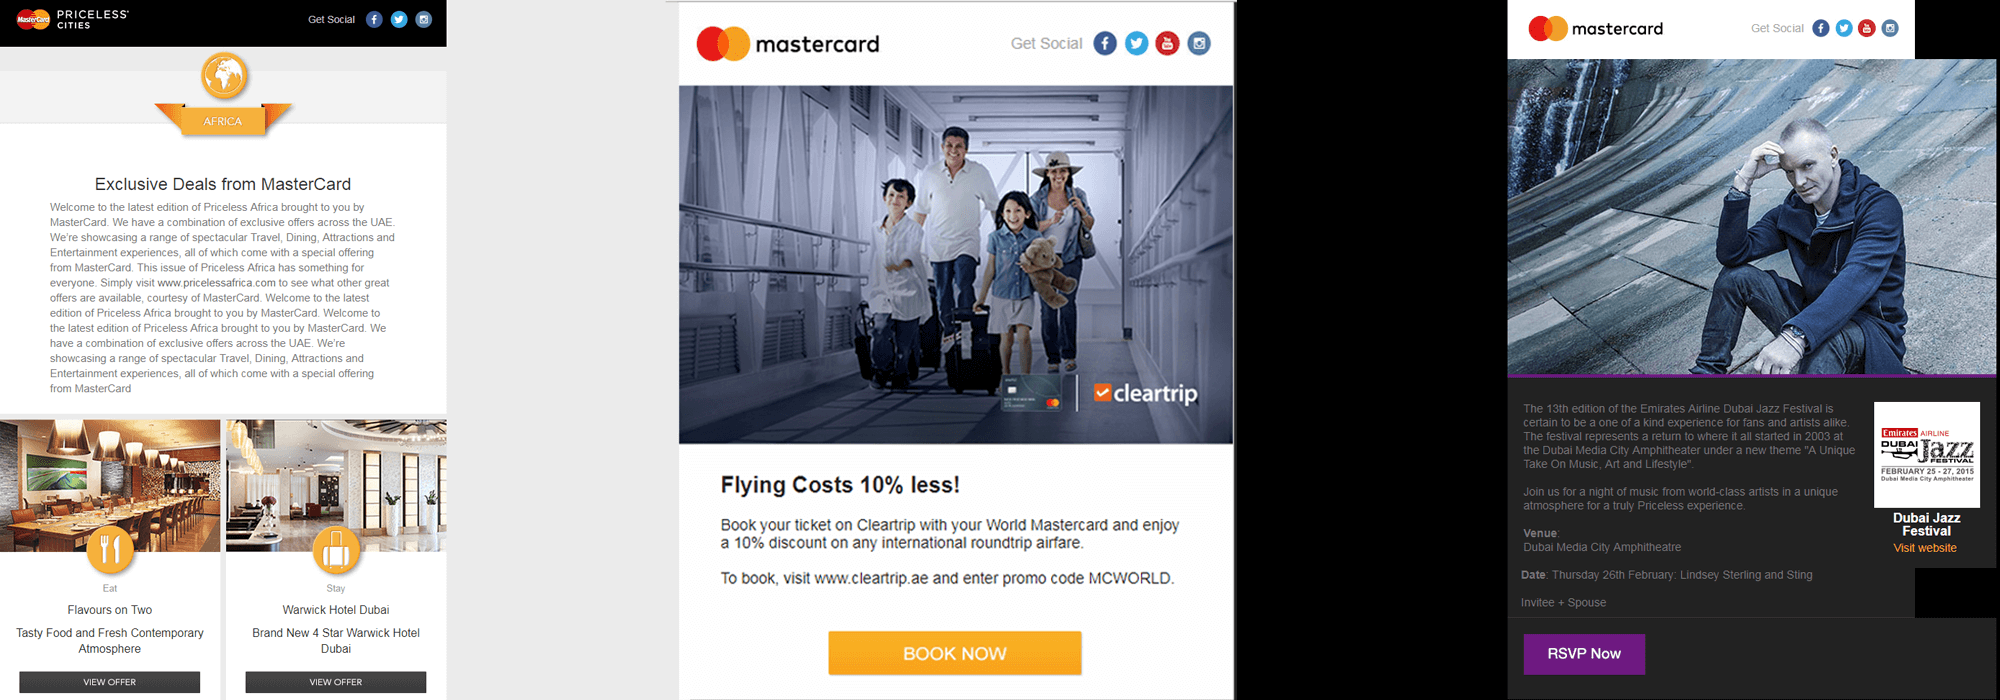 MasterCard
PRICELESS
CITIES
Get Social
AFRICA
Exclusive Deals from MasterCard
Welcome to the latest edition of Priceless Africa brought to you by
MasterCard. We have a combination of exclusive offers across the UAE.
We're showcasing a range of spectacular Travel, Dining, Attractions and
Entertainment experiences, all of which come with a special offering
from MasterCard. This issue of Priceless Africa has something for
everyone. Simply visit www.pricelessafrica.com to see what other great
offers are available, courtesy of MasterCard. Welcome to the latest
edition of Priceless Africa brought to you by MasterCard. Welcome to
the latest edition of Priceless Africa brought to you by MasterCard. We
have a combination of exclusive offers across the UAE. We're
showcasing a range of spectacular Travel, Dining, Attractions and
Entertainment experiences, all of which come with a special offering
from MasterCard
Eat
Flavours on Two
Tasty Food and Fresh Contemporary
Atmosphere
VIEW OFFER
Stay
Warwick Hotel Dubai
Brand New 4 Star Warwick Hotel
Dubai
VIEW OFFER
mastercard
Get Social
cleartrip
Flying Costs 10% less!
Book your ticket on Cleartrip with your World Mastercard and enjoy
a 10% discount on any international roundtrip airfare.
To book, visit www.cleartrip.ae and enter promo code MCWORLD.
BOOK NOW
mastercard
Get Social
The 13th edition of the Emirates Airline Dubai Jazz Festival is
certain to be a one of a kind experience for fans and artists alike.
The festival represents a return to where it all started in 2003 at
the Dubai Media City Amphitheater under a new theme "A Unique
Take On Music, Art and Lifestyle".
Join us for a night of music from world-class artists in a unique
atmosphere for a truly Priceless experience.
Venue:
Dubai Media City Amphitheatre
Date: Thursday 26th February: Lindsey Sterling and Sting
Invitee + Spouse
RSVP Now
Emirates AIRLINE
DUBAI Jazz
FESTIVAL
FEBRUARY 25 - 27, 2015
Dubai Media City Amphitheater
Dubai Jazz
Festival
Visit website